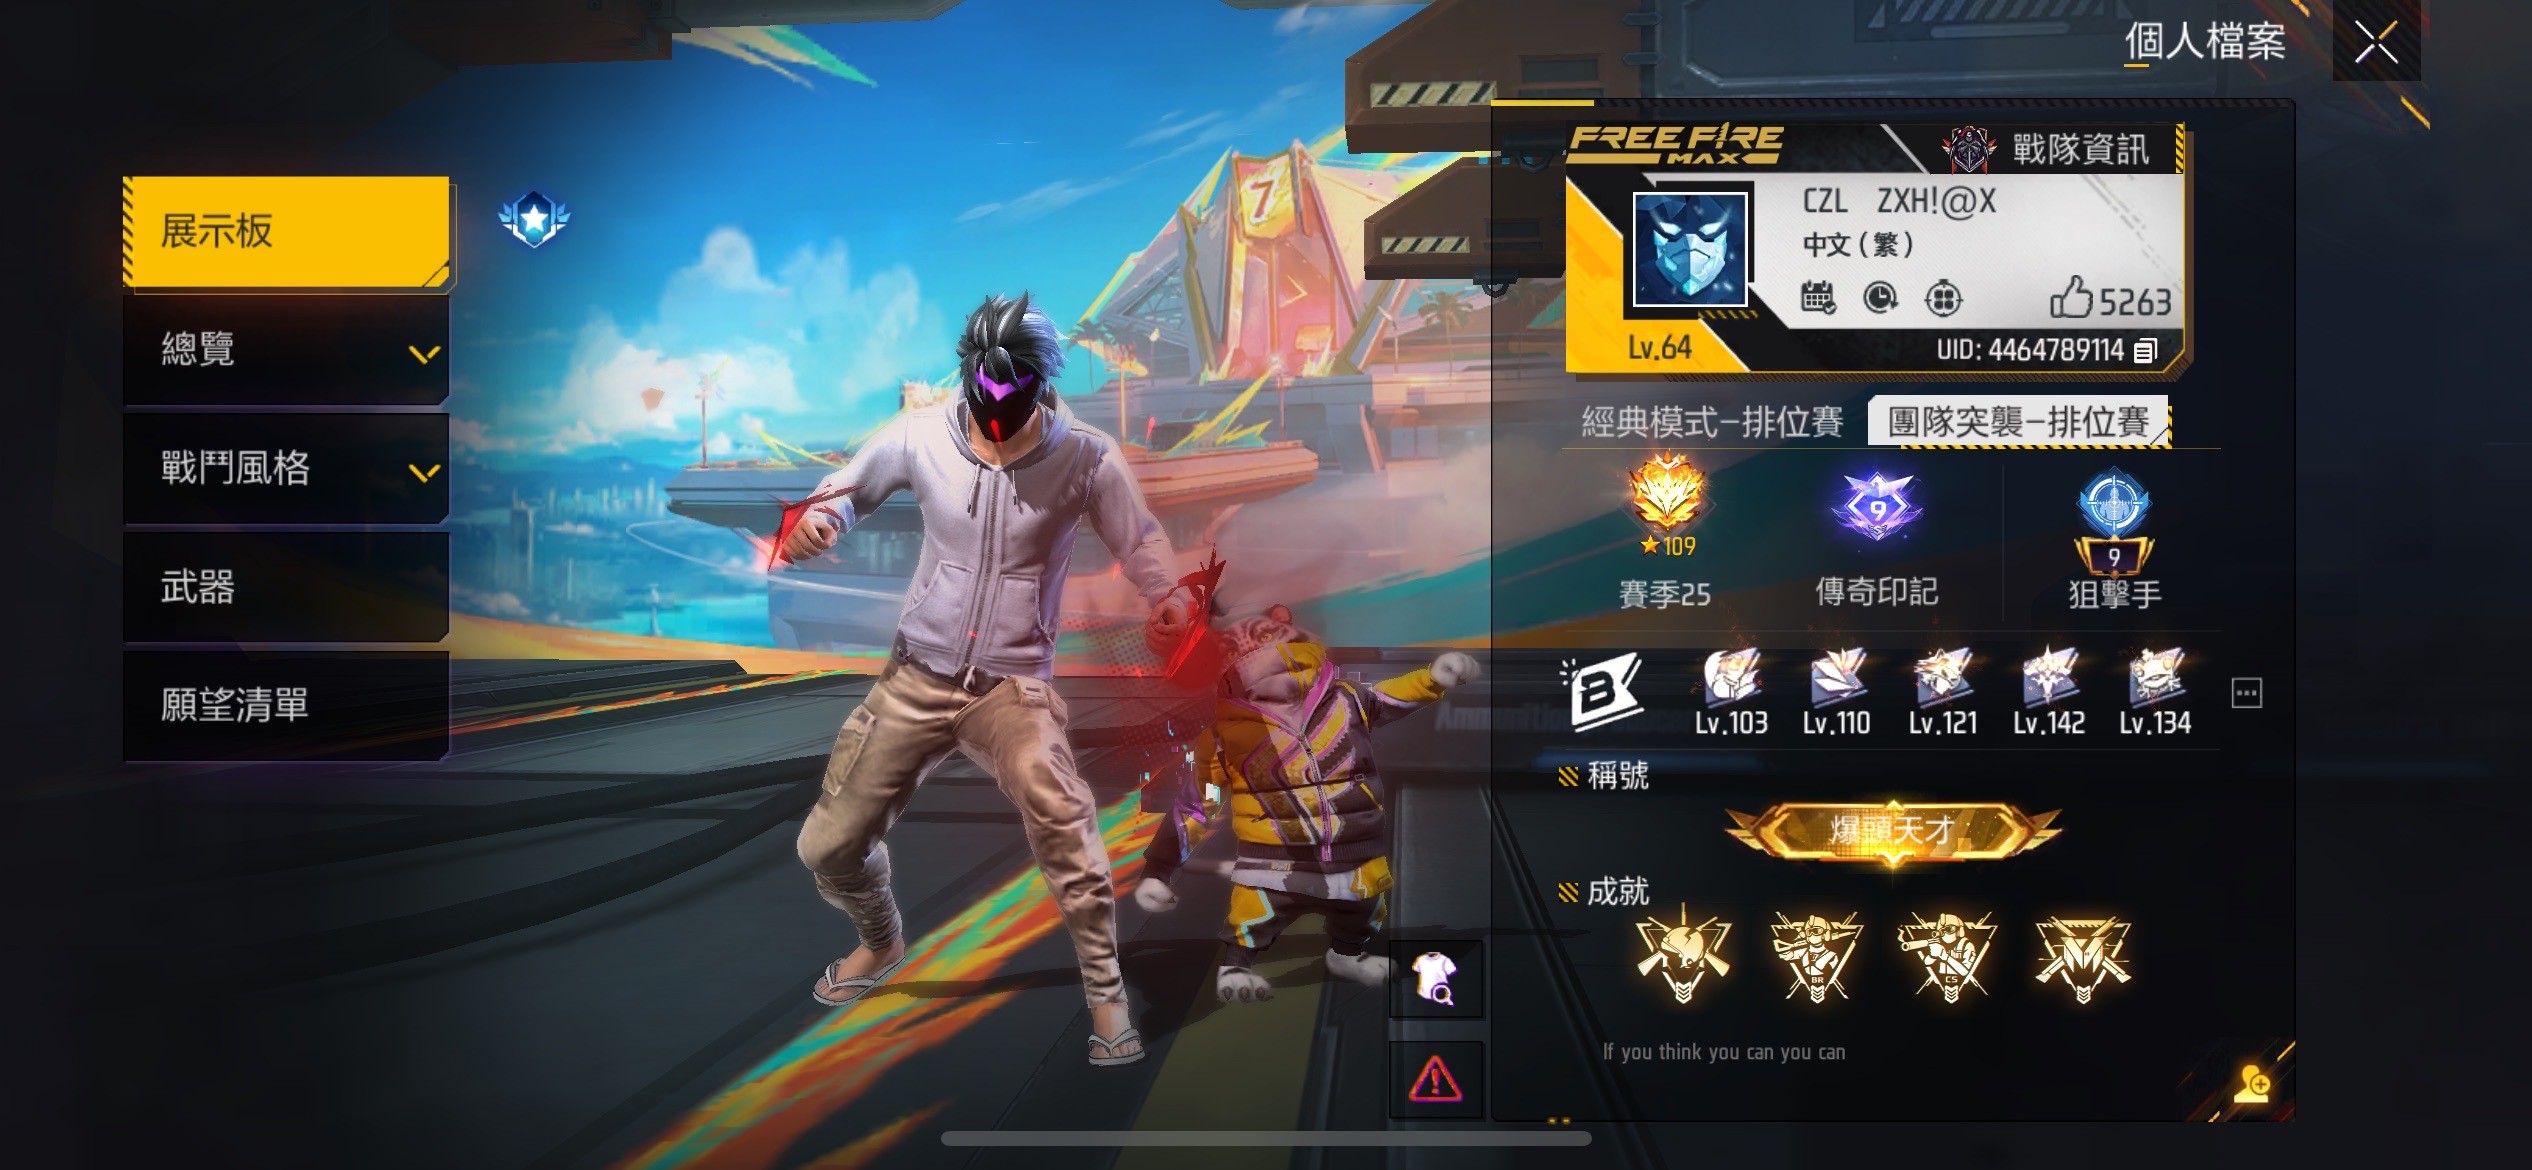 個人檔案
展示板
總覽
戰鬥風格
武器
願望清單
7
FREE FIRE
MAX
戰隊資訊
CZL ZXH!@X
中文(繁)
5263
Lv.64
UID: 4464789114
經典模式-排位賽
團隊突襲-排位賽
109
9
9
賽季25
傳奇印記
狙擊手
B
Lv.103
Lv.110
Lv.121
Lv.142
Lv.134
稱號
爆頭天才
成就
BR
CS
If you think you can you can